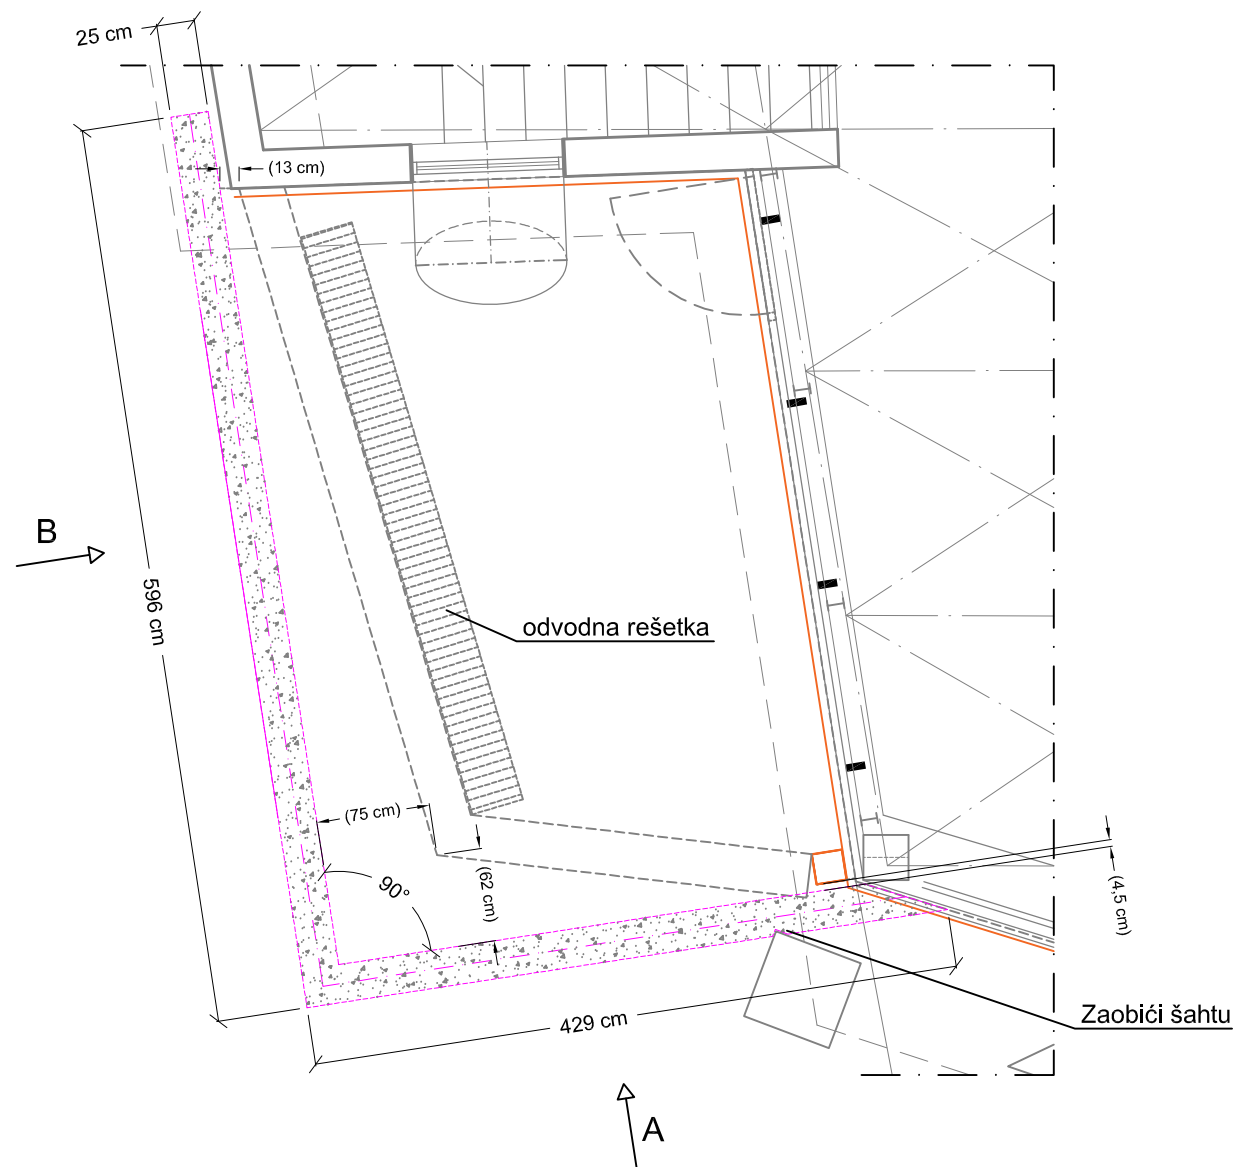 25 cm
(13 cm)
B
596 cm
odvodna rešetka
(75 cm)
90°
(62 cm)
(4,5 cm)
429 cm
Zaobići šahtu
A